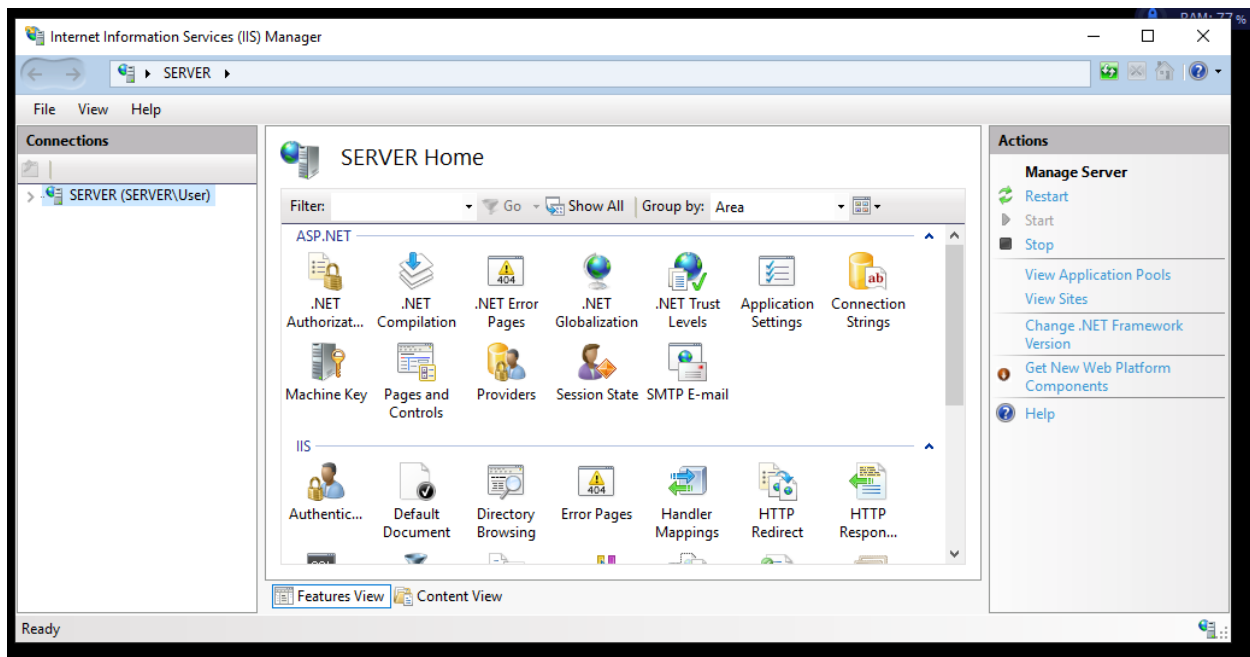 RAM: 77 %
Internet Information Services (IIS) Manager
SERVER
File View Help
Connections
SERVER (SERVER\User)
SERVER Home
Filter: Go Show All Group by: Area
ASP.NET
.NET Authorizat...
.NET Compilation
.NET Error Pages
.NET Globalization
.NET Trust Levels
Application Settings
Connection Strings
Machine Key
Pages and Controls
Providers
Session State
SMTP E-mail
IIS
Authentic...
Default Document
Directory Browsing
Error Pages
Handler Mappings
HTTP Redirect
HTTP Respon...
Features View Content View
Actions
Manage Server
Restart
Start
Stop
View Application Pools
View Sites
Change .NET Framework
Version
Get New Web Platform
Components
Help
Ready